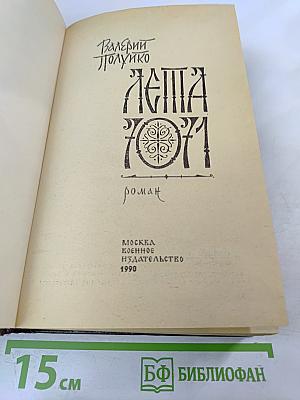 Валерий
Полуйко
ЛЕТА
7071
роман
МОСКВА
ВОЕННОЕ
ИЗДАТЕЛЬСТВО
1990
15 см
БФ БИБЛИОФАН